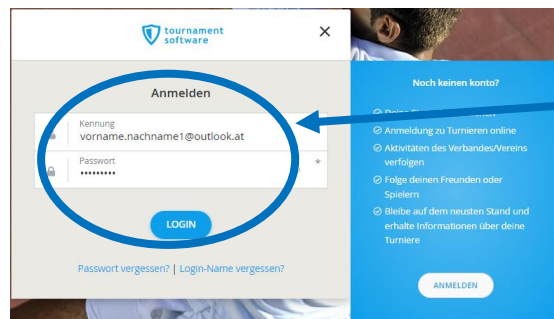 tournament
software
Anmelden
Kennung
vorname.nachname1@outlook.at
Passwort
•••••••••
*
LOGIN
Passwort vergessen? | Login-Name vergessen?
Noch keinen konto?
Anmeldung zu Turnieren online
Aktivitäten des Verbandes/Vereins
verfolgen
Folge deinen Freunden oder
Spielern
Bleibe auf dem neusten Stand und
erhalte Informationen über deine
Turniere
ANMELDEN